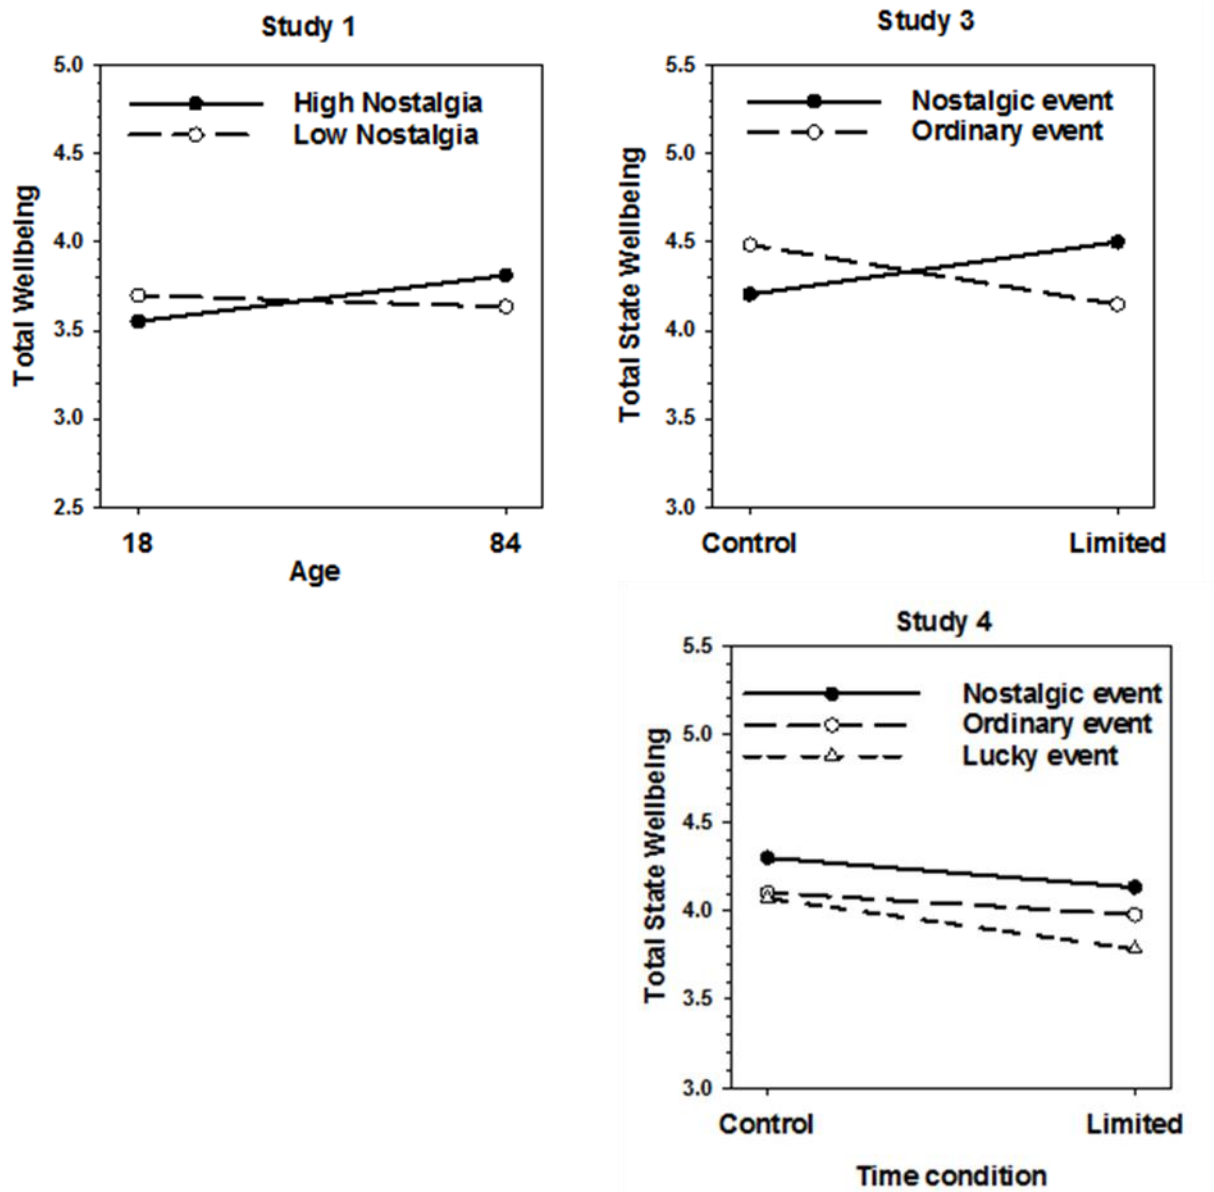 Study 1
5.0
High Nostalgia
Low Nostalgia
4.5
4.0
3.5
3.0
2.5
Total Wellbeing
18
84
Age
Study 3
5.5
Nostalgic event
Ordinary event
5.0
4.5
4.0
3.5
3.0
Total State Wellbeing
Control
Limited
Study 4
5.5
Nostalgic event
Ordinary event
Lucky event
5.0
4.5
4.0
3.5
3.0
Total State Wellbeing
Control
Limited
Time condition